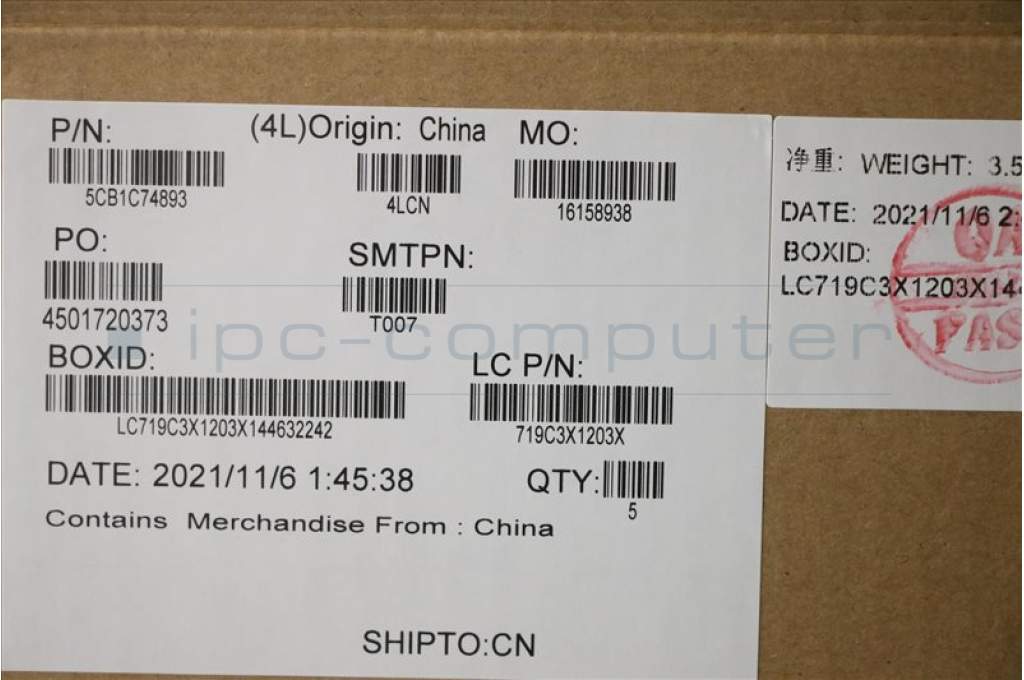 P/N: (4L)Origin: China MO:
5CB1C74893 4LCN 16158938
PO: SMTPN:
4501720373 T007
BOXID: LC P/N:
LC719C3X1203X144632242 719C3X1203X
DATE: 2021/11/6 1:45:38 QTY:
5
Contains Merchandise From : China
SHIPTO:CN
净重: WEIGHT: 3.5
DATE: 2021/11/6 2:
BOXID:
LC719C3X1203X14
QA
PAS
ipc-computer